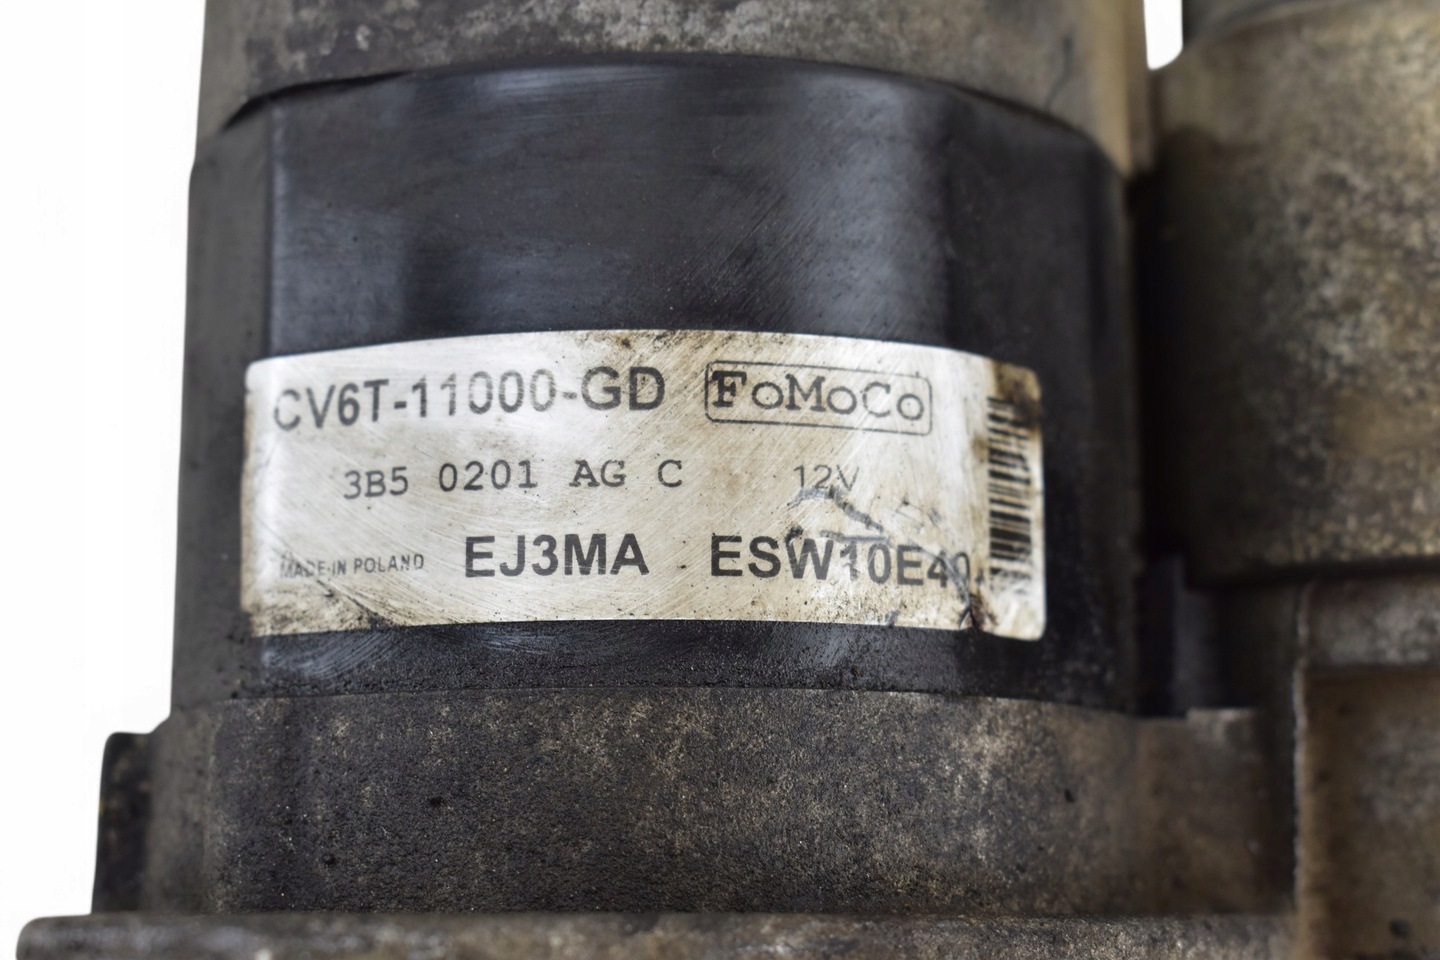 CV6T-11000-GD FoMoCo
3B5 0201 AG C 12V
MADE IN POLAND EJ3MA ESW10E40